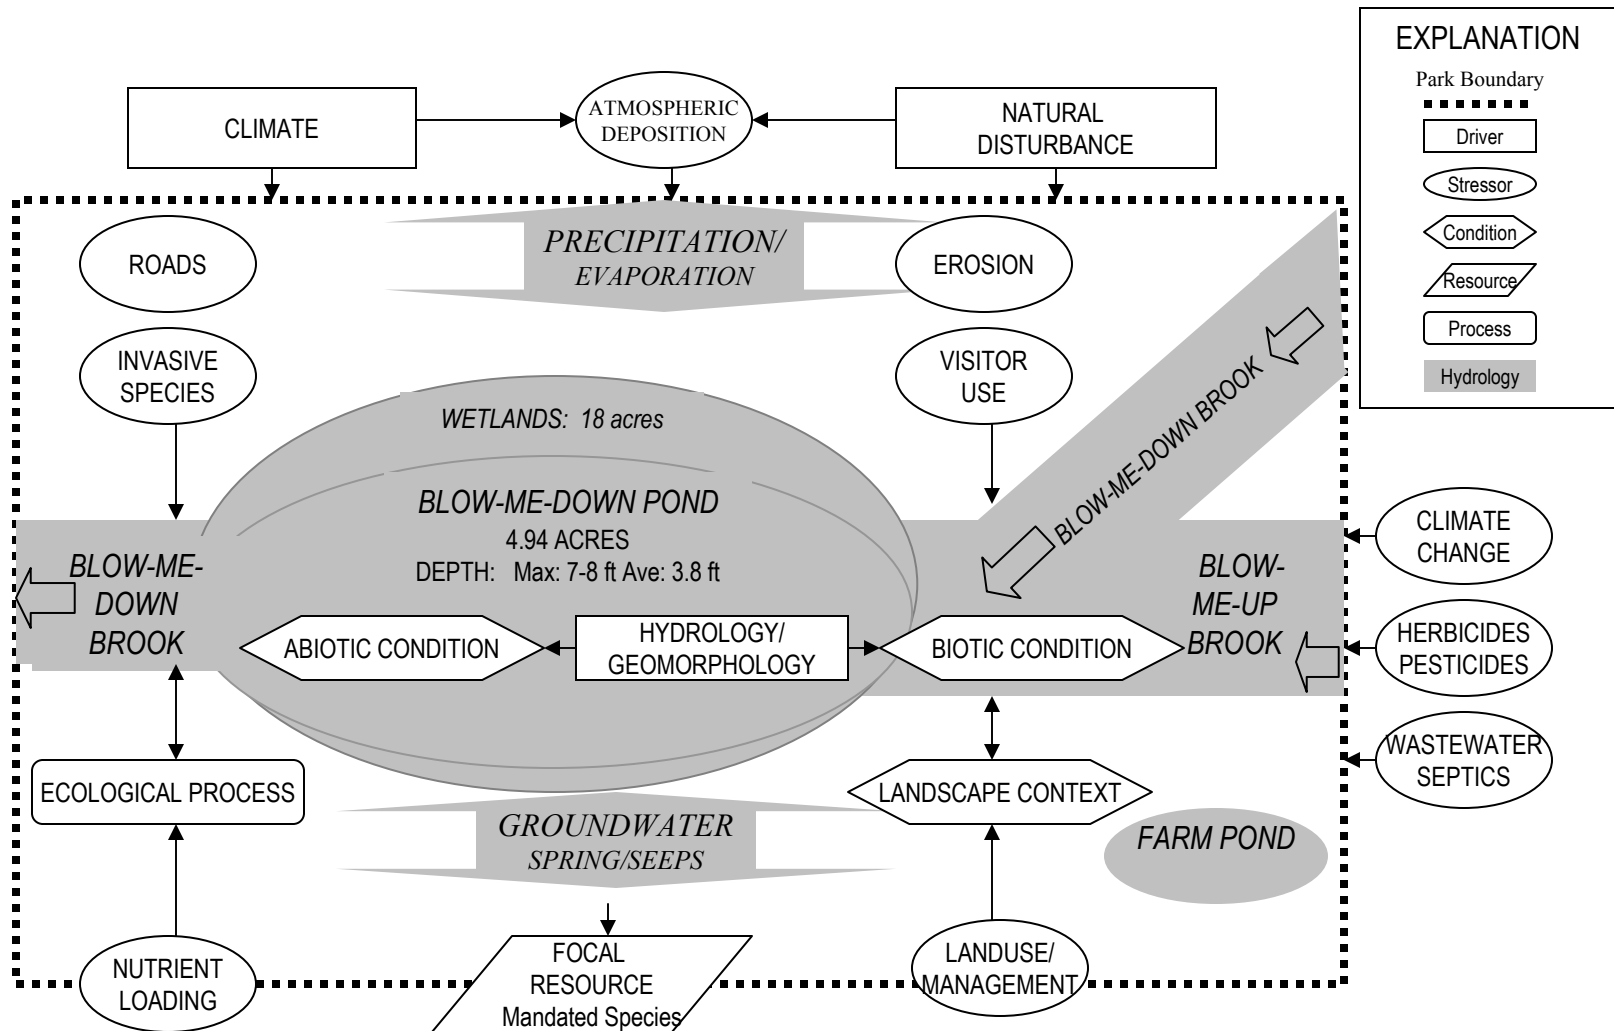 EXPLANATION
Park Boundary
Driver
Stressor
Condition
Resource
Process
Hydrology
CLIMATE
ATMOSPHERIC
DEPOSITION
NATURAL
DISTURBANCE
ROADS
PRECIPITATION/
EVAPORATION
EROSION
INVASIVE
SPECIES
VISITOR
USE
BLOW-ME-DOWN BROOK
WETLANDS: 18 acres
BLOW-ME-DOWN POND
4.94 ACRES
DEPTH: Max: 7-8 ft Ave: 3.8 ft
BLOW-ME-
DOWN
BROOK
ABIOTIC CONDITION
HYDROLOGY/
GEOMORPHOLOGY
BIOTIC CONDITION
BLOW-
ME-UP
BROOK
CLIMATE
CHANGE
HERBICIDES
PESTICIDES
WASTEWATER
SEPTICS
ECOLOGICAL PROCESS
GROUNDWATER
SPRING/SEEPS
LANDSCAPE CONTEXT
FARM POND
NUTRIENT
LOADING
FOCAL
RESOURCE
Mandated Species
LANDUSE/
MANAGEMENT